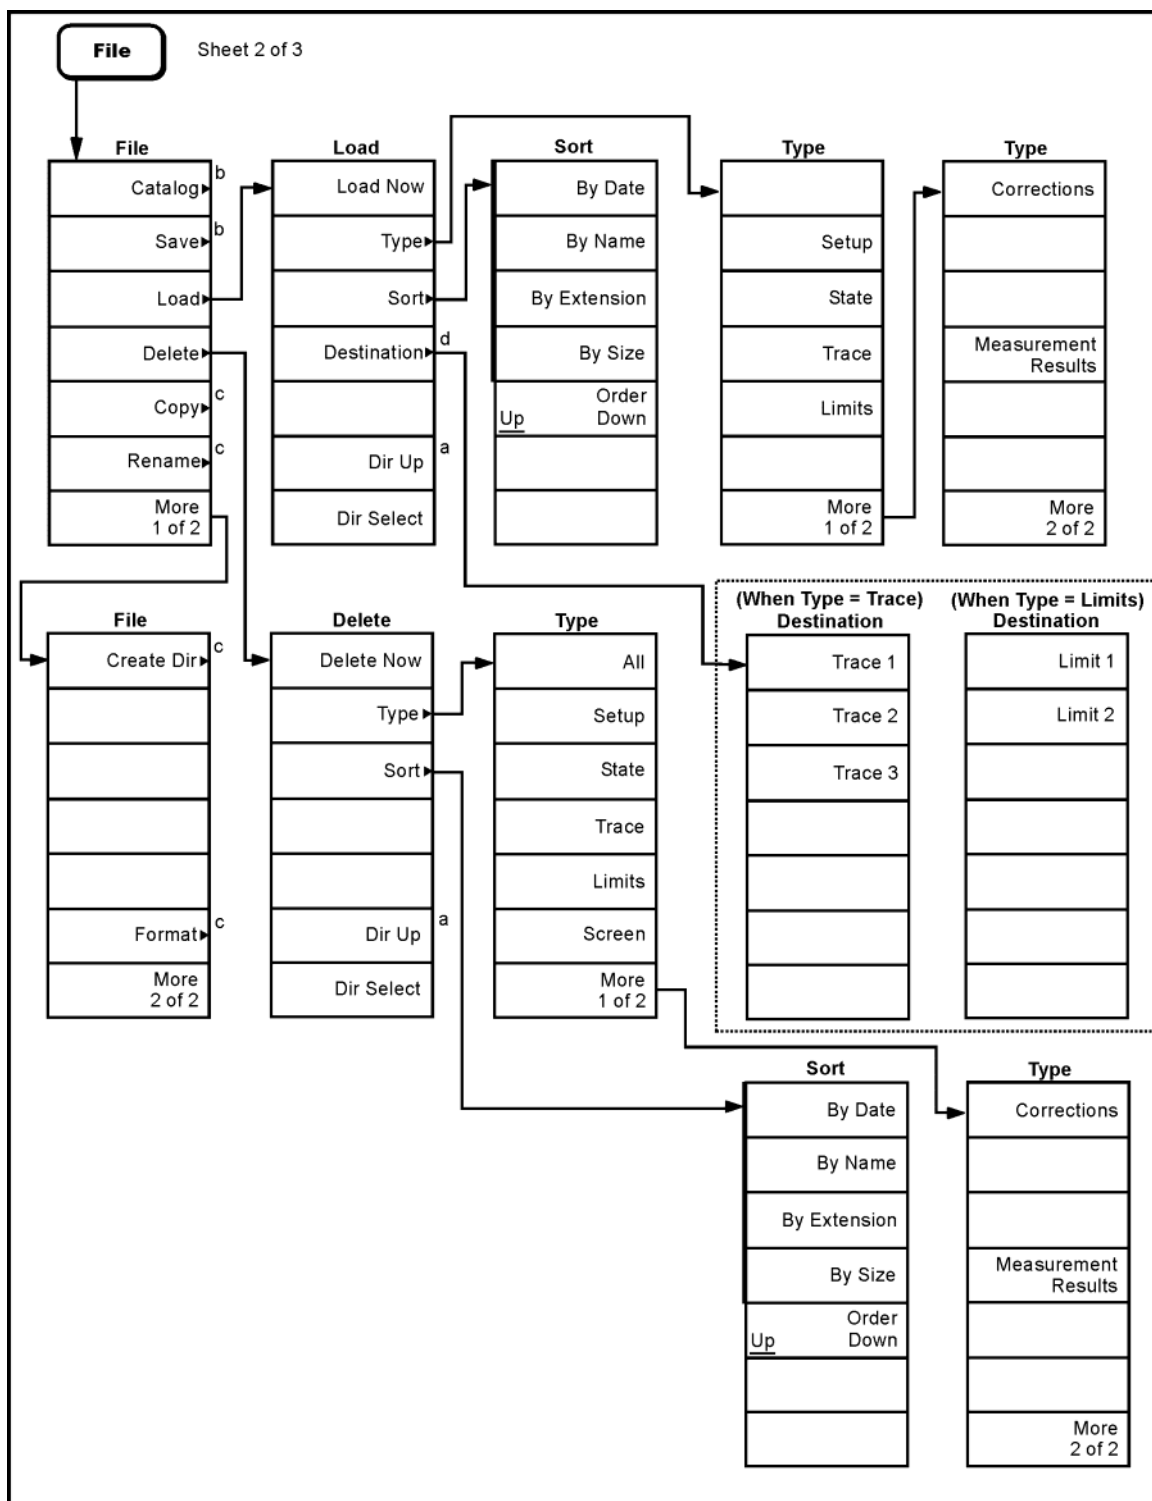 File
Sheet 2 of 3
File
Catalog
b
Save
b
Load
Delete
Copy
c
Rename
c
More
1 of 2
Load
Load Now
Type
Sort
Destination
d
Dir Up
a
Dir Select
Sort
By Date
By Name
By Extension
By Size
Order
Up Down
Type
Setup
State
Trace
Limits
More
1 of 2
Type
Corrections
Measurement
Results
More
2 of 2
File
Create Dir
c
Format
c
More
2 of 2
Delete
Delete Now
Type
Sort
Dir Up
a
Dir Select
Type
All
Setup
State
Trace
Limits
Screen
More
1 of 2
(When Type = Trace)
Destination
Trace 1
Trace 2
Trace 3
(When Type = Limits)
Destination
Limit 1
Limit 2
Sort
By Date
By Name
By Extension
By Size
Order
Up Down
Type
Corrections
Measurement
Results
More
2 of 2